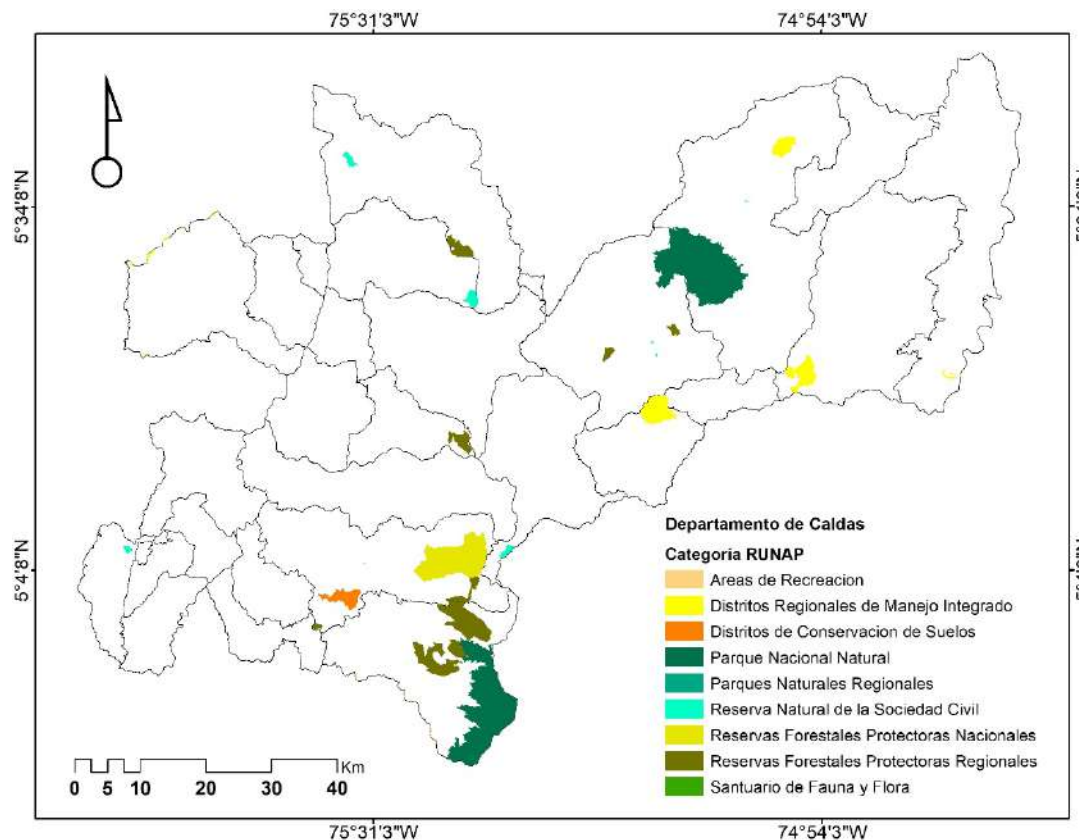 75°31'3"W
74°54'3"W
5°34'8"N
5°4'8"N
Departamento de Caldas
Categoria RUNAP
Areas de Recreacion
Distritos Regionales de Manejo Integrado
Distritos de Conservacion de Suelos
Parque Nacional Natural
Parques Naturales Regionales
Reserva Natural de la Sociedad Civil
Reservas Forestales Protectoras Nacionales
Reservas Forestales Protectoras Regionales
Santuario de Fauna y Flora
Km
0 5 10 20 30 40
75°31'3"W
74°54'3"W